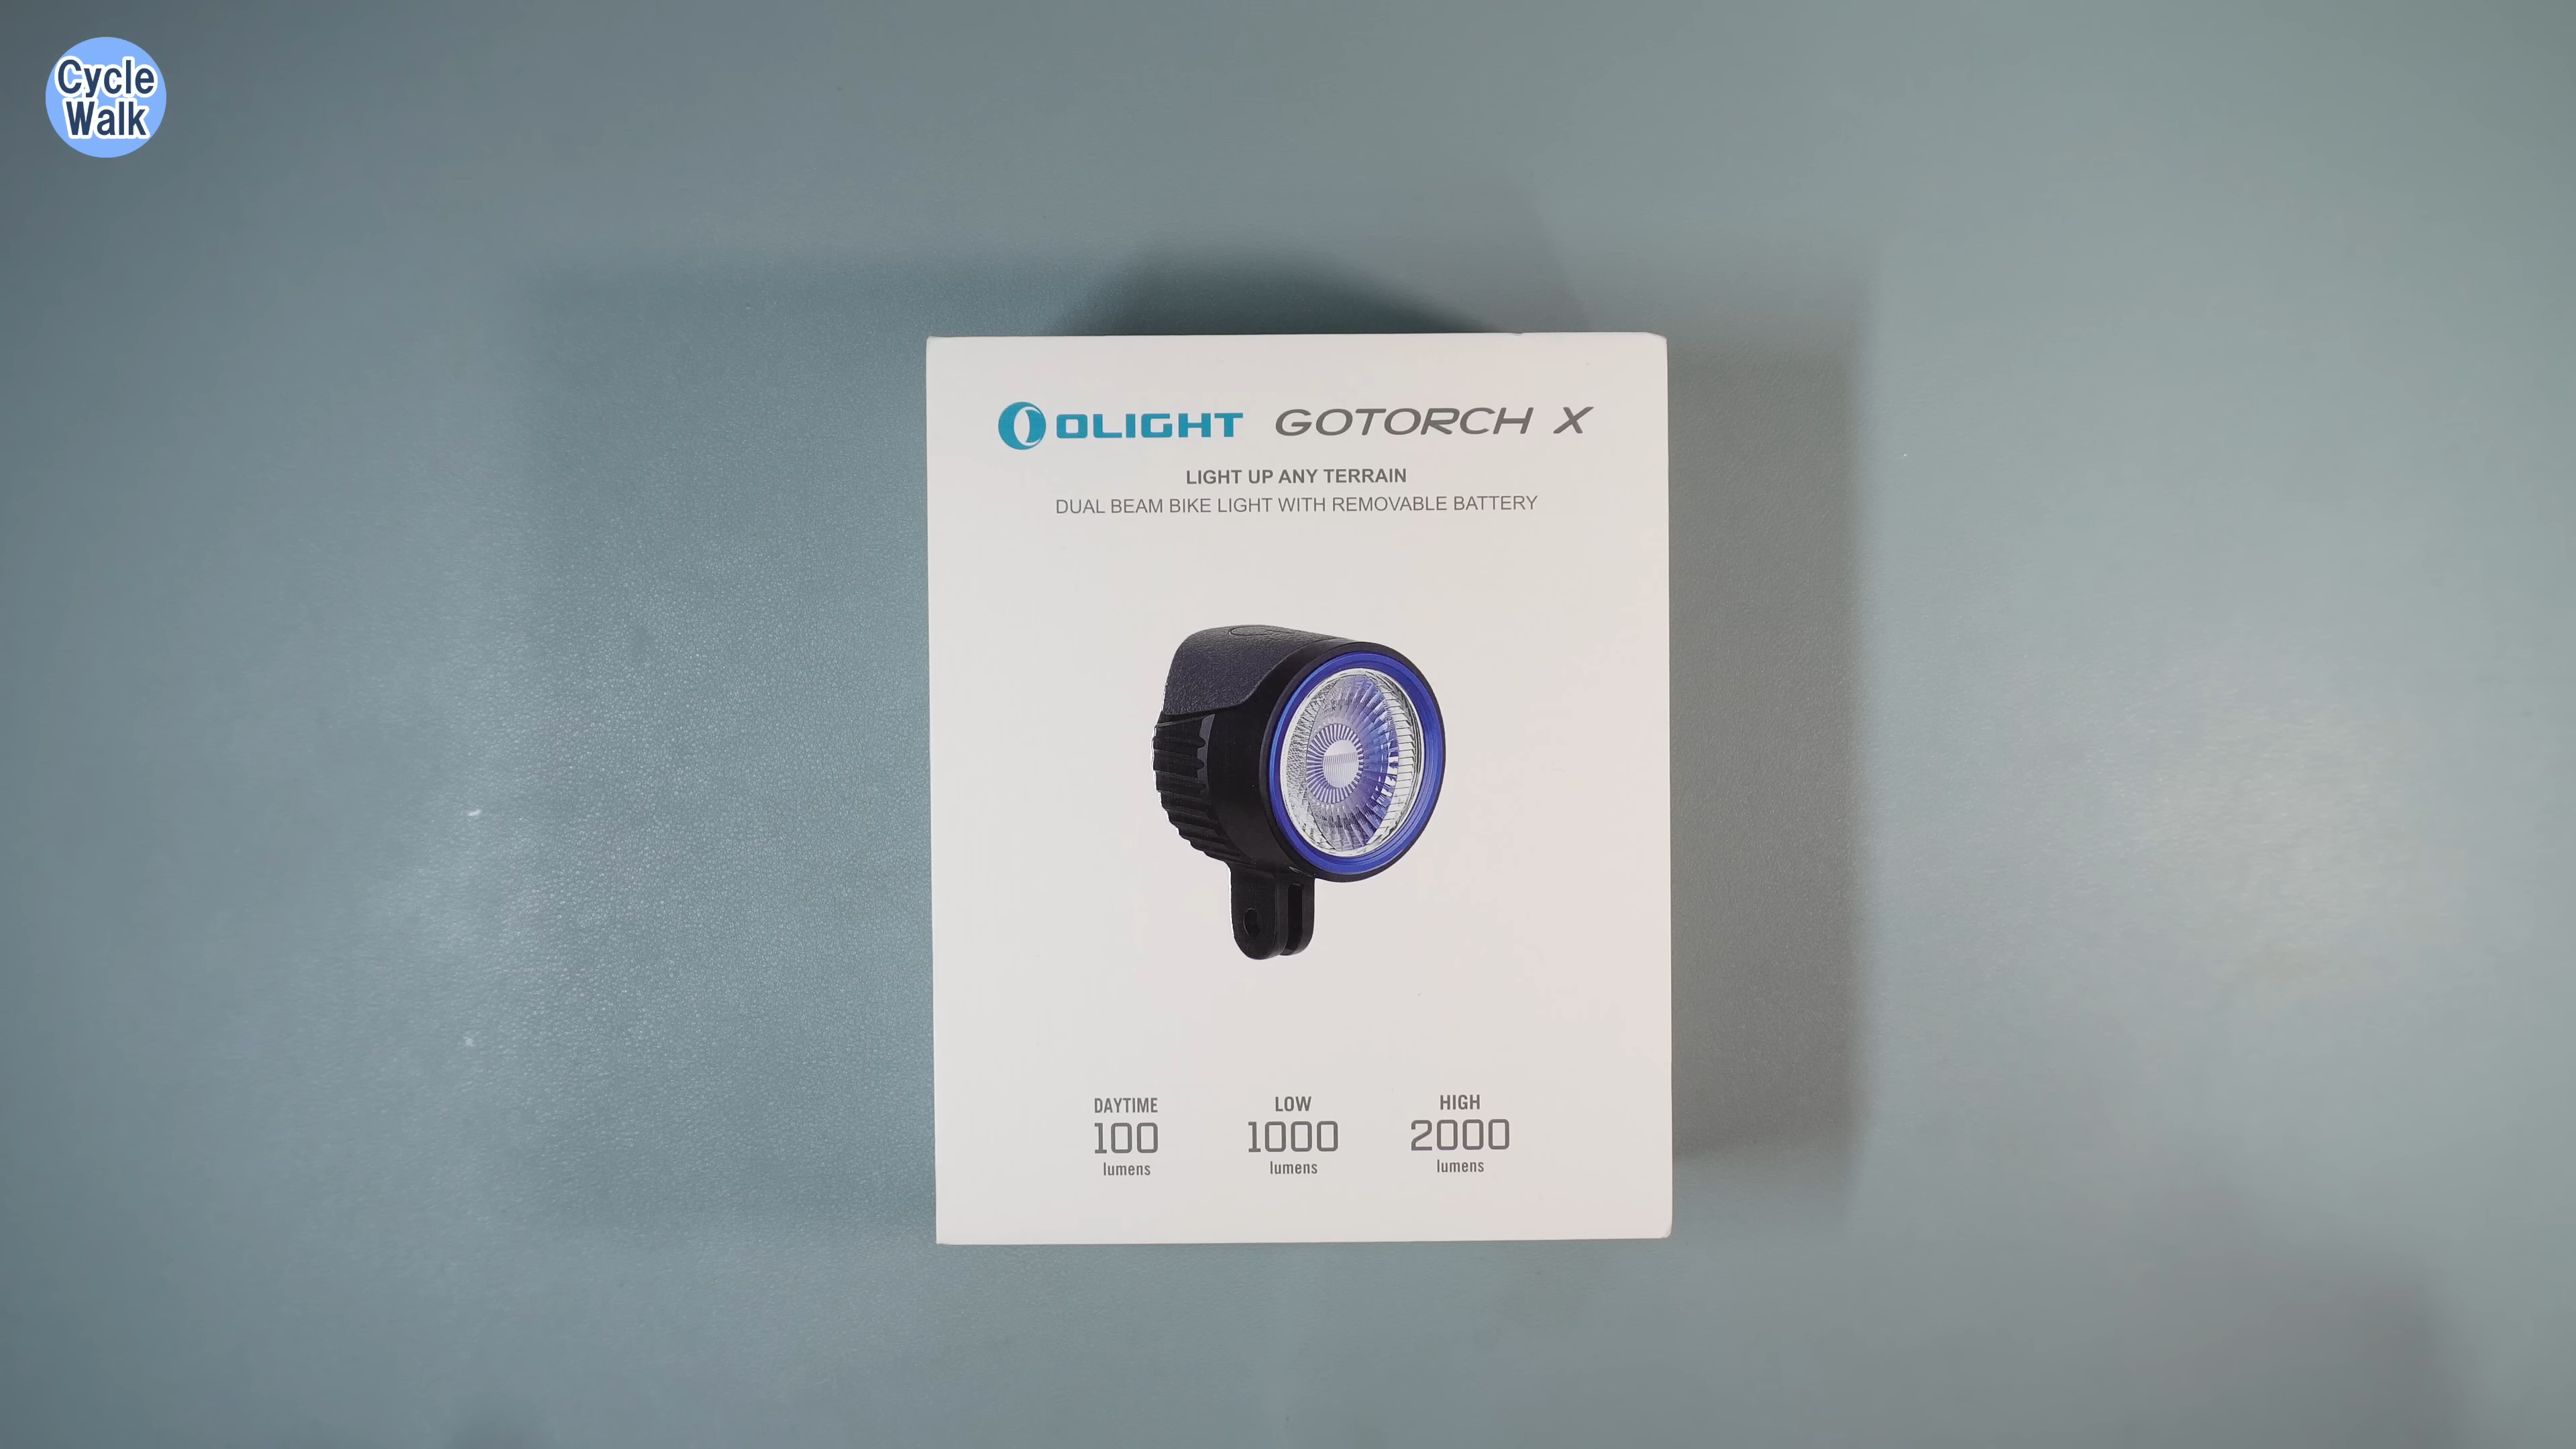 Cycle
Walk
OLIGHT GOTORCH X
LIGHT UP ANY TERRAIN
DUAL BEAM BIKE LIGHT WITH REMOVABLE BATTERY
DAYTIME LOW HIGH
100 1000 2000
lumens lumens lumens